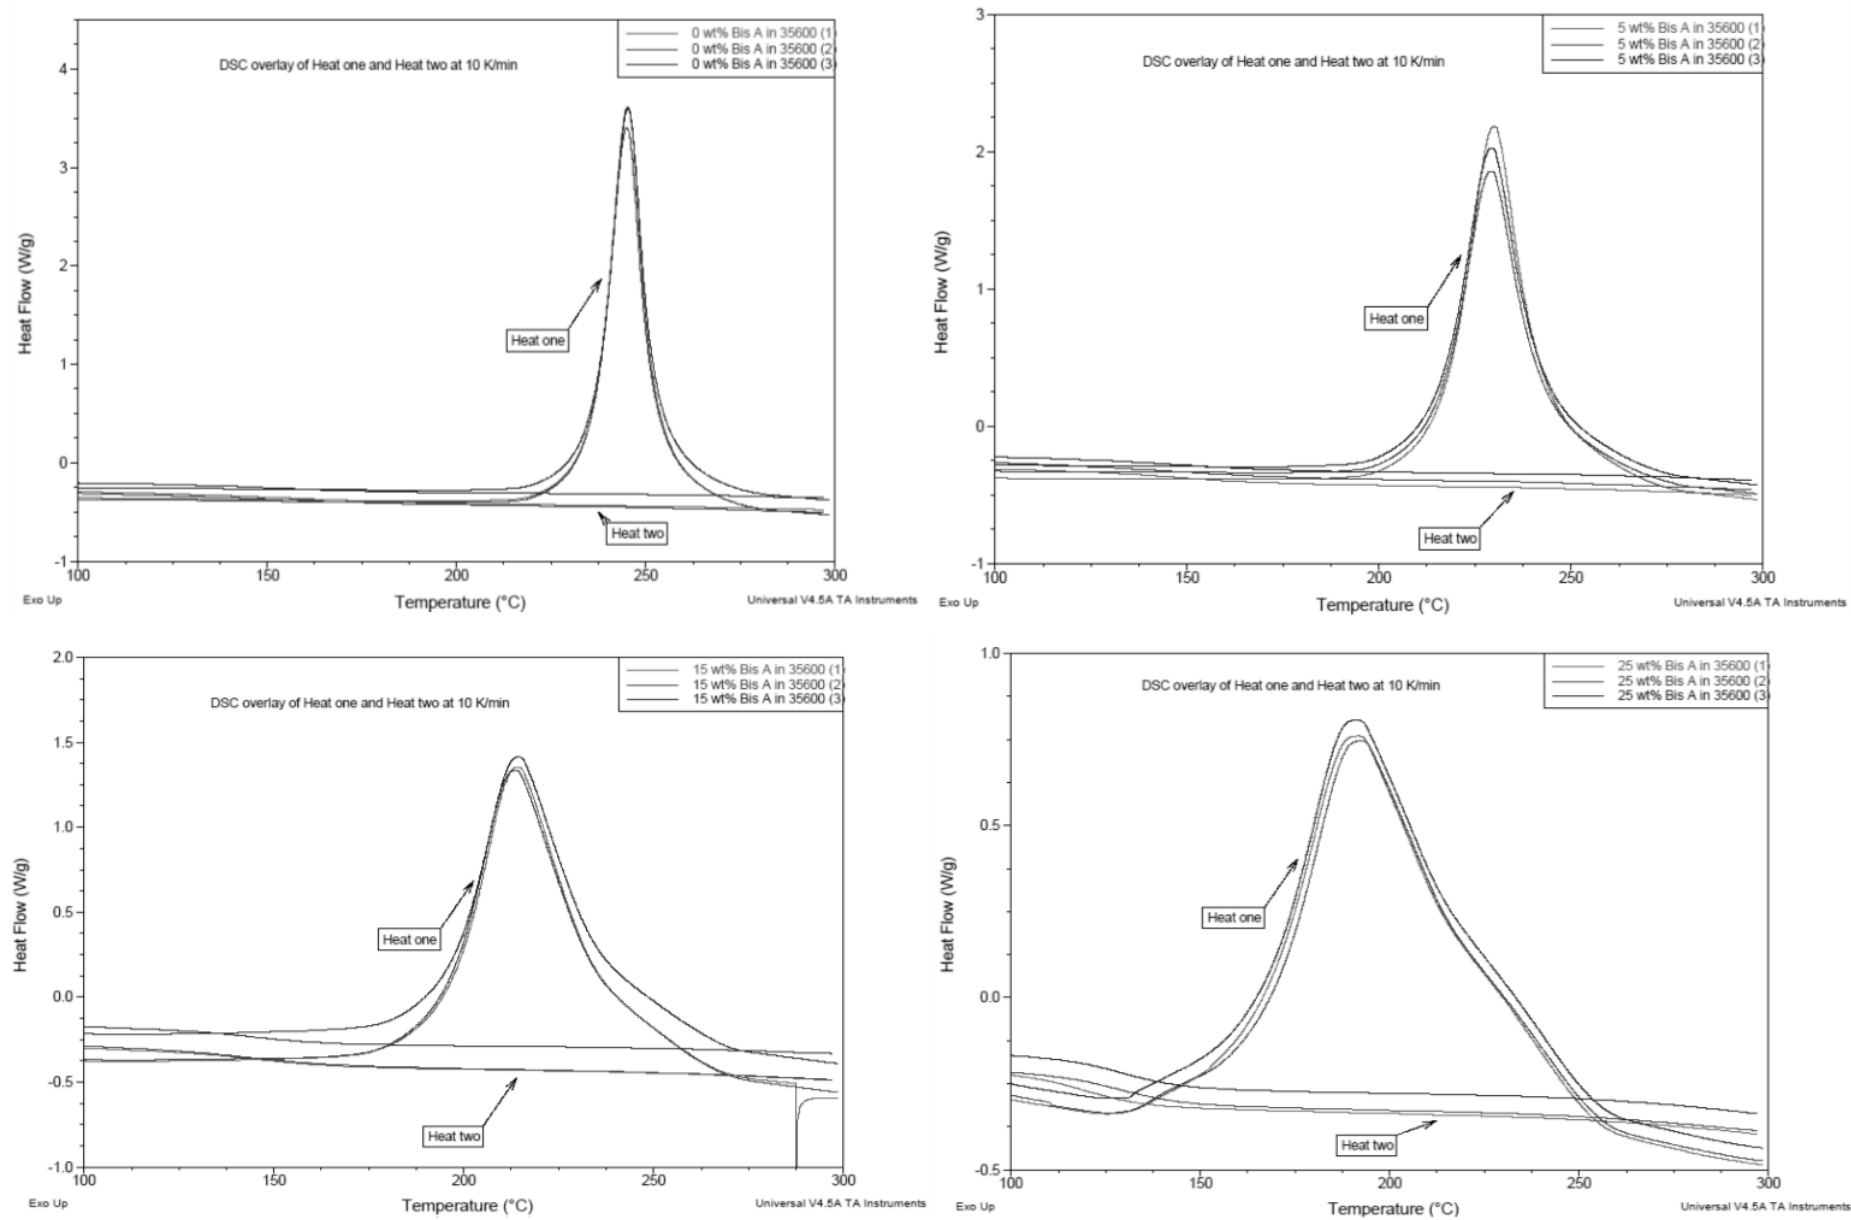 0 wt% Bis A in 35600 (1)
0 wt% Bis A in 35600 (2)
0 wt% Bis A in 35600 (3)
DSC overlay of Heat one and Heat two at 10 K/min
4
3
2
1
0
-1
Heat Flow (W/g)
Heat one
Heat two
100
150
200
250
300
Exo Up
Temperature (°C)
Universal V4.5A TA Instruments
5 wt% Bis A in 35600 (1)
5 wt% Bis A in 35600 (2)
5 wt% Bis A in 35600 (3)
DSC overlay of Heat one and Heat two at 10 K/min
3
2
1
0
-1
Heat Flow (W/g)
Heat one
Heat two
100
150
200
250
300
Exo Up
Temperature (°C)
Universal V4.5A TA Instruments
15 wt% Bis A in 35600 (1)
15 wt% Bis A in 35600 (2)
15 wt% Bis A in 35600 (3)
DSC overlay of Heat one and Heat two at 10 K/min
2.0
1.5
1.0
0.5
0.0
-0.5
-1.0
Heat Flow (W/g)
Heat one
Heat two
100
150
200
250
300
Exo Up
Temperature (°C)
Universal V4.5A TA Instruments
25 wt% Bis A in 35600 (1)
25 wt% Bis A in 35600 (2)
25 wt% Bis A in 35600 (3)
DSC overlay of Heat one and Heat two at 10 K/min
1.0
0.5
0.0
-0.5
Heat Flow (W/g)
Heat one
Heat two
100
150
200
250
300
Exo Up
Temperature (°C)
Universal V4.5A TA Instruments